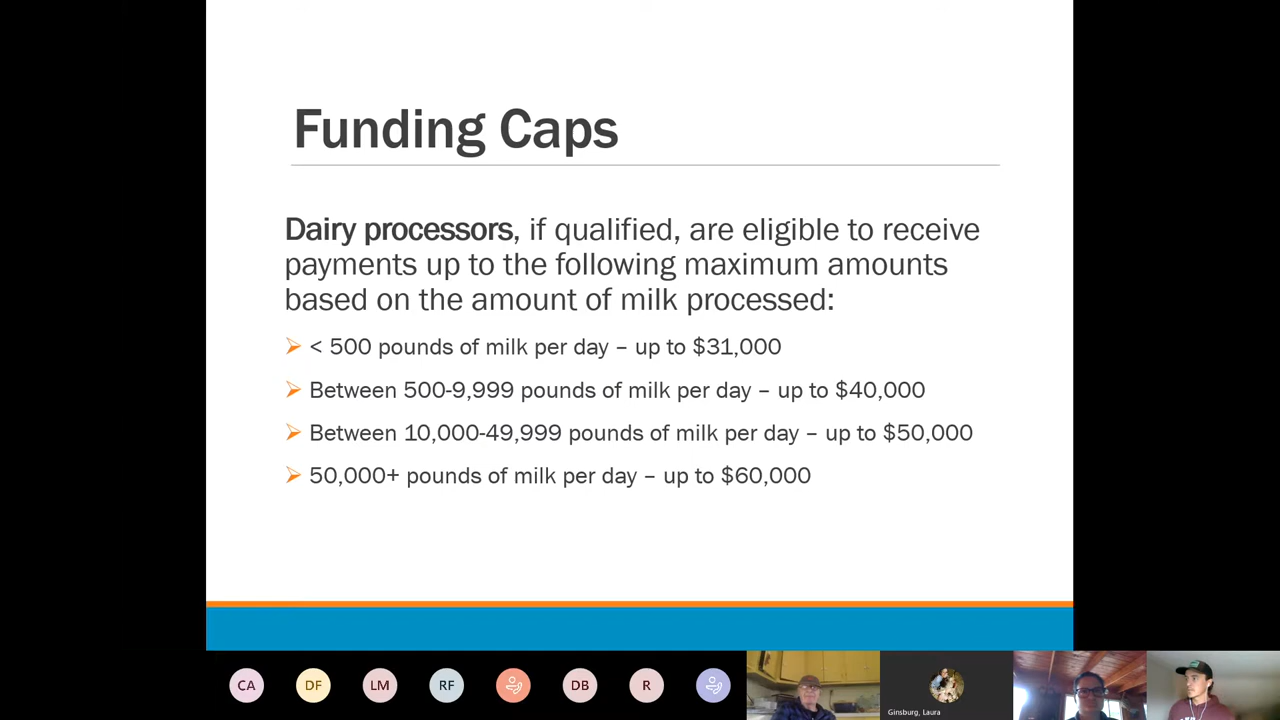 Funding Caps
Dairy processors, if qualified, are eligible to receive
payments up to the following maximum amounts
based on the amount of milk processed:
< 500 pounds of milk per day – up to $31,000
Between 500-9,999 pounds of milk per day – up to $40,000
Between 10,000-49,999 pounds of milk per day – up to $50,000
50,000+ pounds of milk per day – up to $60,000
CA DF LM RF DB R
Ginsburg, Laura